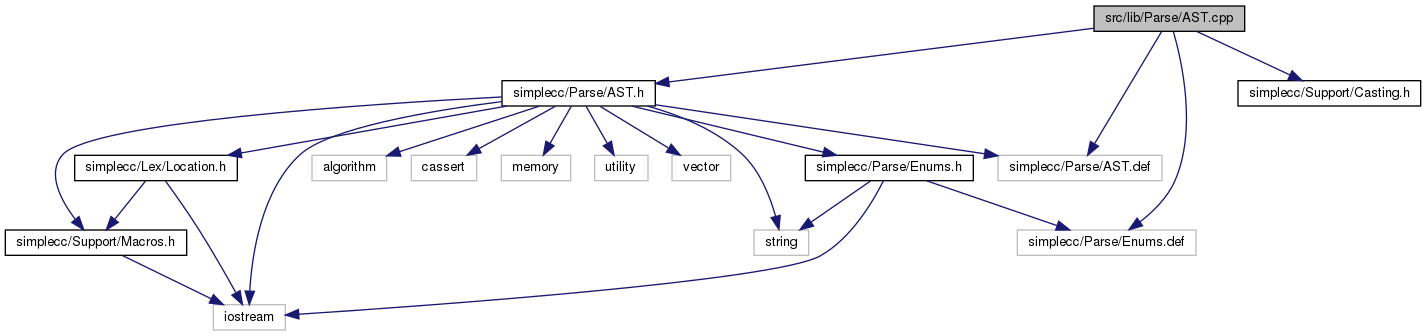 src/lib/Parse/AST.cpp
simplecc/Parse/AST.h
simplecc/Support/Casting.h
simplecc/Lex/Location.h
algorithm
cassert
memory
utility
vector
simplecc/Parse/Enums.h
simplecc/Parse/AST.def
simplecc/Support/Macros.h
string
simplecc/Parse/Enums.def
iostream